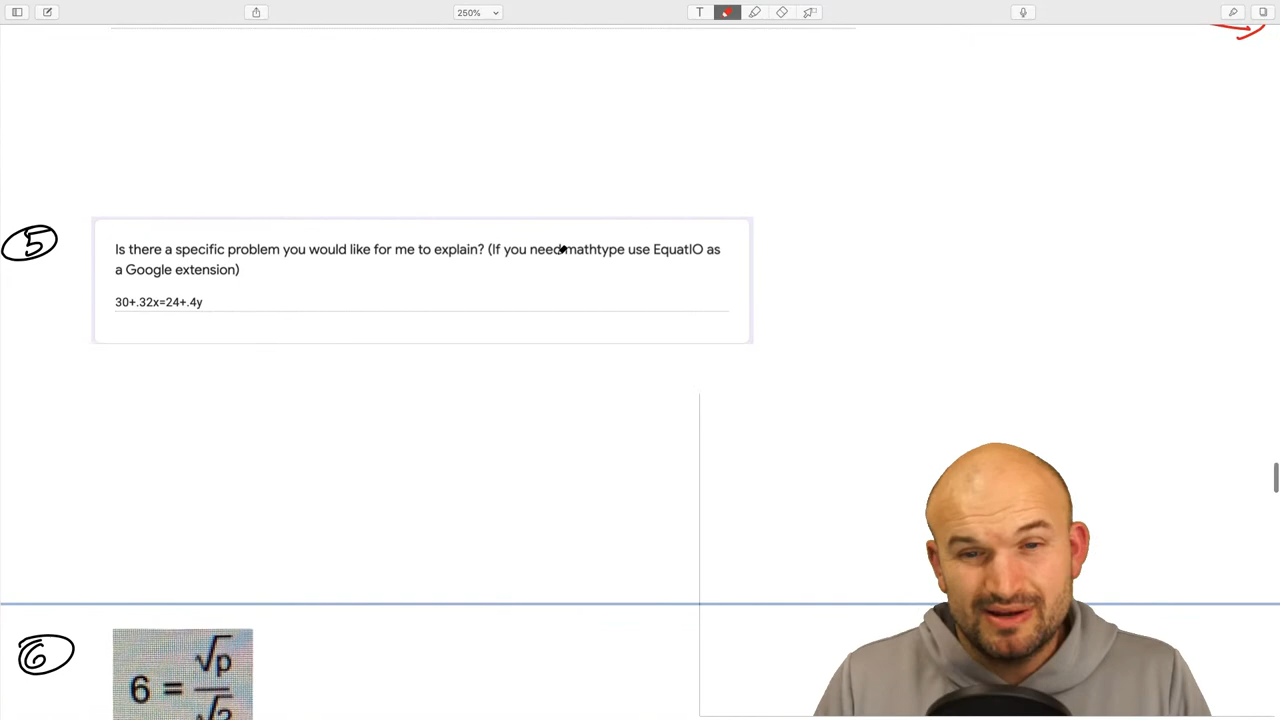 250%
T
5
Is there a specific problem you would like for me to explain? (If you need mathtype use EquatIO as
a Google extension)
30+.32x=24+.4y
6
6 = √p